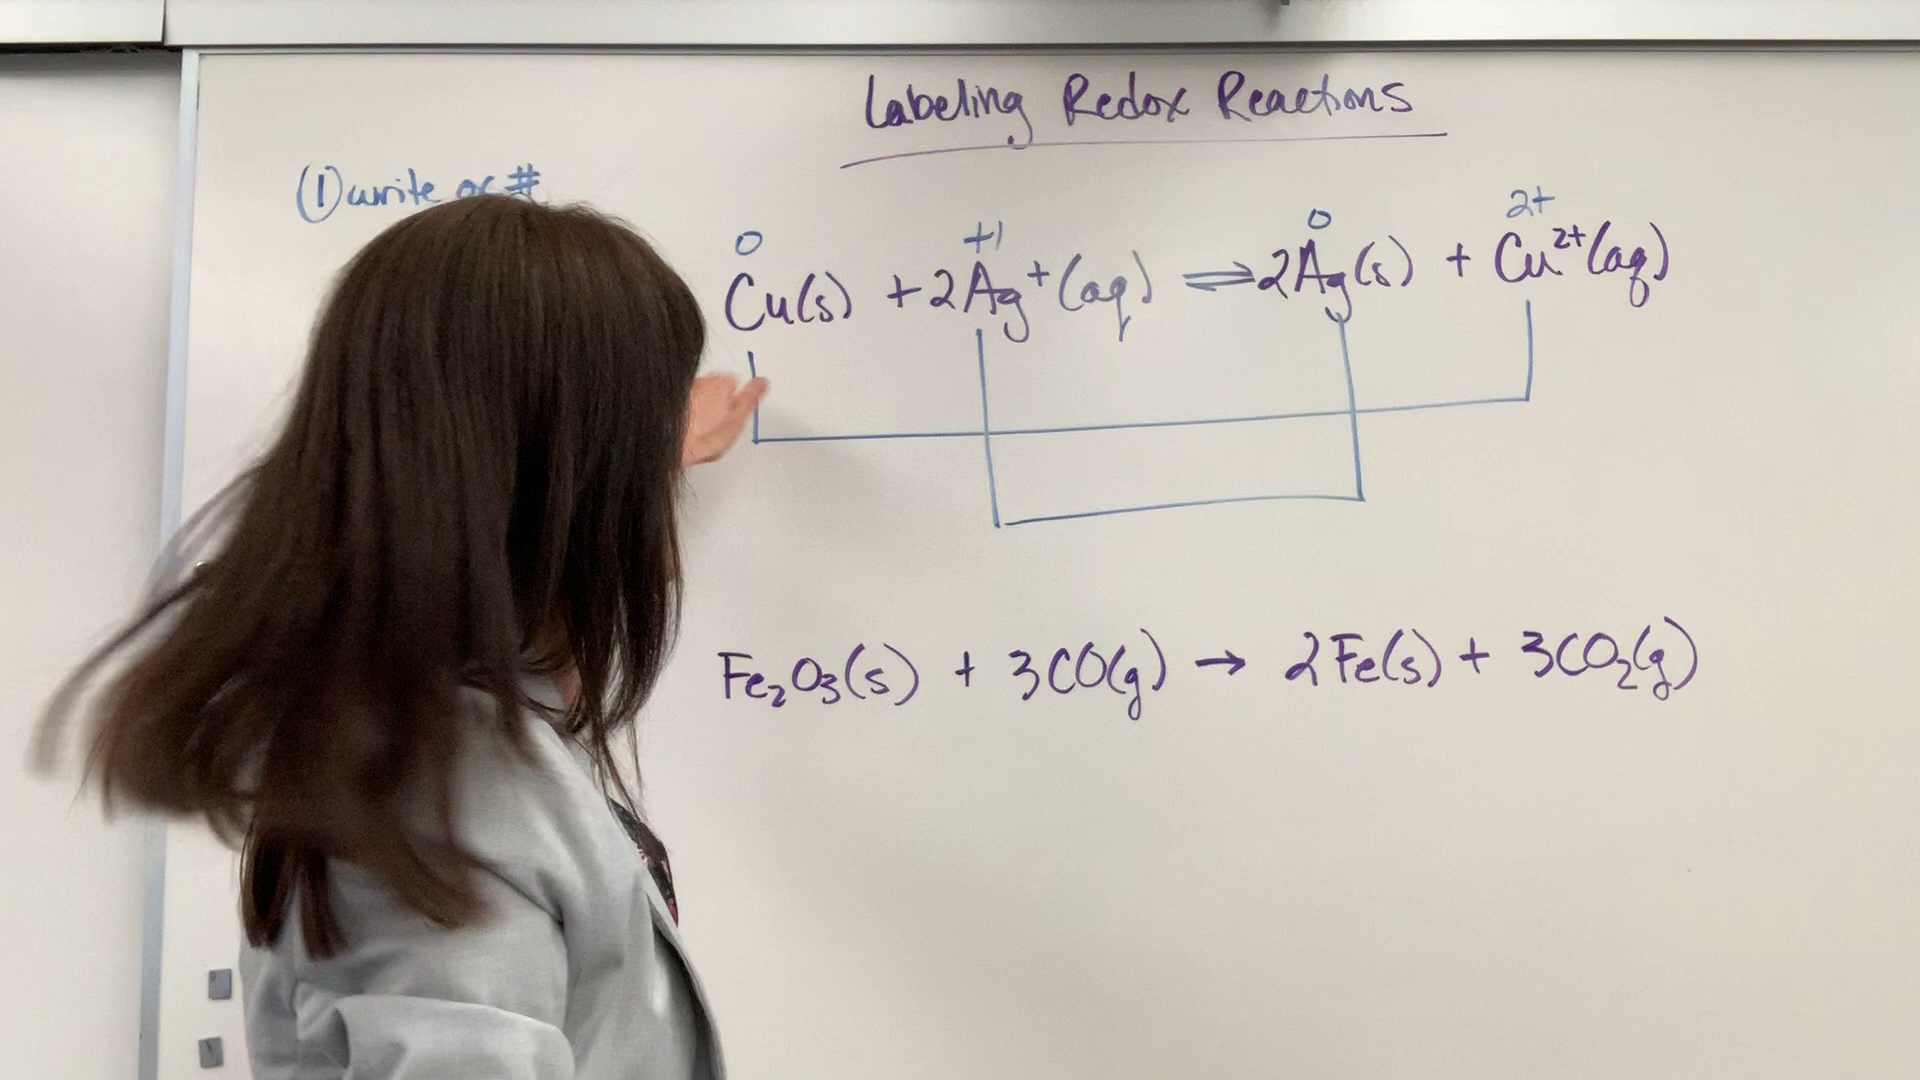 Labeling Redox Reactions
(1) write ox #
0 +1 0 2+
Cu(s) + 2Ag⁺(aq) ⇌ 2Ag(s) + Cu²⁺(aq)
Fe₂O₃(s) + 3CO(g) → 2Fe(s) + 3CO₂(g)